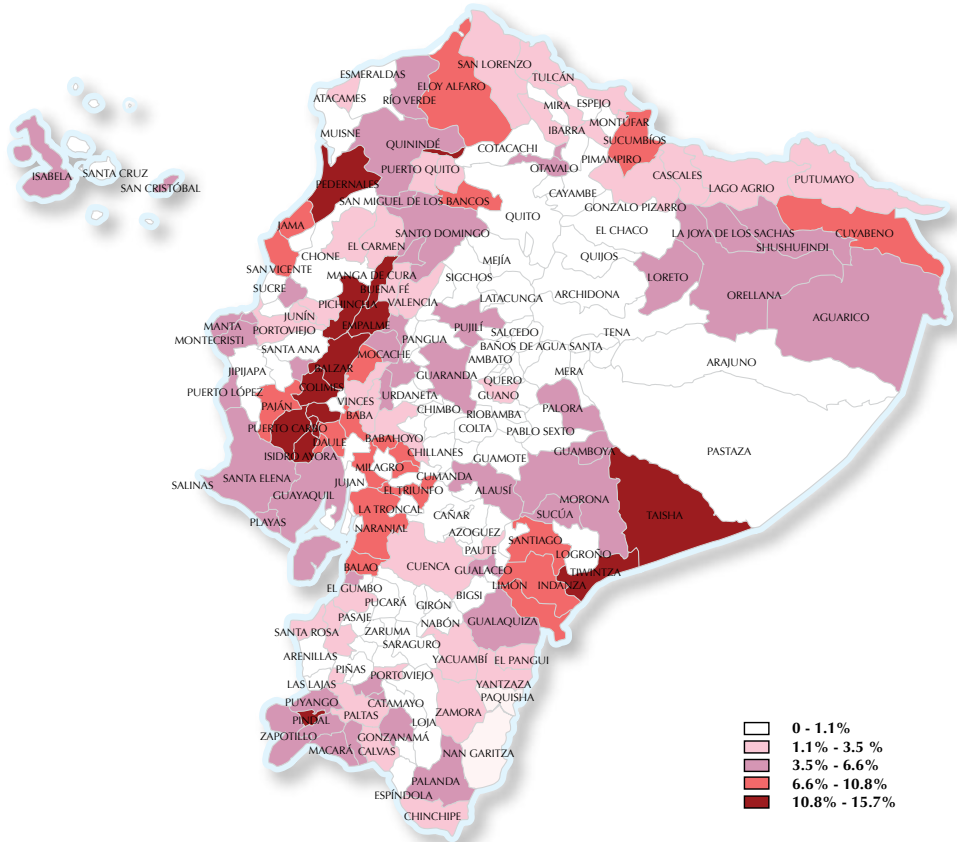 SAN LORENZO
TULCÁN
ESMERALDAS
ELOY ALFARO
RÍO VERDE
ATACAMES
MIRA
ESPEJO
MONTÚFAR
IBARRA
SUCUMBÍOS
MUISNE
QUININDÉ
COTACACHI
PIMAMPIRO
PUERTO QUITO
OTAVALO
CASCALES
ISABELA
SANTA CRUZ
SAN CRISTÓBAL
PEDERNALES
LAGO AGRIO
PUTUMAYO
CAYAMBE
SAN MIGUEL DE LOS BANCOS
GONZALO PIZARRO
QUITO
JAMA
EL CHACO
SANTO DOMINGO
LA JOYA DE LOS SACHAS
CUYABENO
EL CARMEN
SHUSHUFINDI
CHONE
MEJÍA
QUIJOS
SAN VICENTE
MANGA DE CURA
SIGCHOS
LORETO
SUCRE
BUENA FÉ
ARCHIDONA
ORELLANA
PICHINCHA
VALENCIA
LATACUNGA
JUNÍN
AGUARICO
MANTA
PORTOVIEJO
EMPALME
PUJILÍ
SALCEDO
TENA
MONTECRISTI
PANGUA
BAÑOS DE AGUA SANTA
SANTA ANA
MOCACHE
AMBATO
ARAJUNO
JIPIJAPA
BALZAR
GUARANDA
QUERO
MERA
PUERTO LÓPEZ
COLIMES
URDANETA
GUANO
PAJÁN
VINCES
CHIMBO
RIOBAMBA
PALORA
BABA
COLTA
PABLO SEXTO
PUERTO CARBO
DAULE
BABAHOYO
CHILLANES
GUAMBOYA
PASTAZA
ISIDRO AYORA
GUAMOTE
MILAGRO
SALINAS
SANTA ELENA
JUJAN
CUMANDA
GUAYAQUIL
EL TRIUNFO
ALAUSÍ
MORONA
LA TRONCAL
SUCÚA
TAISHA
PLAYAS
CAÑAR
NARANJAL
AZOGUEZ
SANTIAGO
PAUTE
LOGROÑO
BALAO
CUENCA
GUALACEO
TIWINTZA
EL GUMBO
LIMÓN
INDANZA
BIGSI
PUCARÁ
GIRÓN
PASAJE
NABÓN
GUALAQUIZA
SANTA ROSA
ZARUMA
SARAGURO
ARENILLAS
YACUAMBÍ
EL PANGUI
PIÑAS
PORTOVIEJO
LAS LAJAS
YANTZAZA
PUYANGO
CATAMAYO
PAQUISHA
PINDAL
PALTAS
ZAMORA
LOJA
ZAPOTILLO
GONZANAMÁ
MACARÁ
CALVAS
NAN GARITZA
PALANDA
ESPÍNDOLA
CHINCHIPE
0 - 1.1%
1.1% - 3.5 %
3.5% - 6.6%
6.6% - 10.8%
10.8% - 15.7%